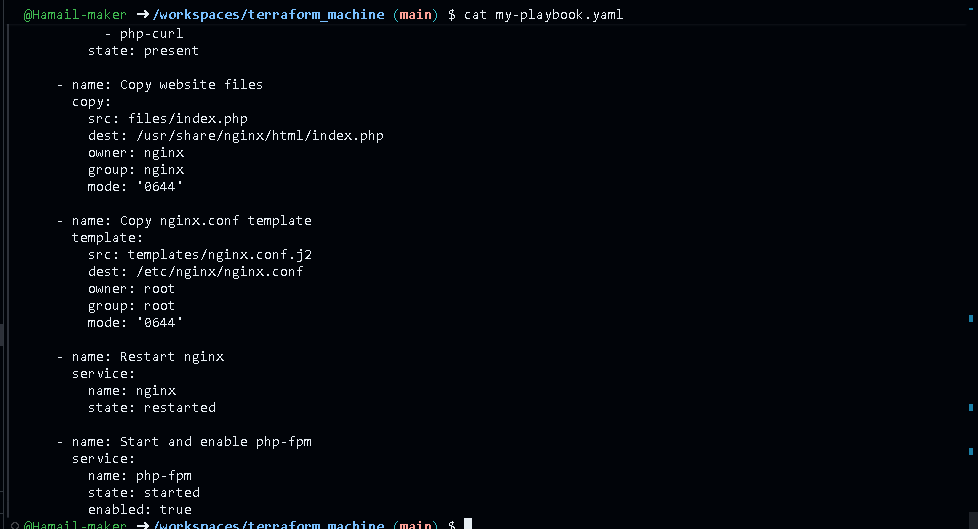 @Hamail-maker ➜/workspaces/terraform_machine (main) $ cat my-playbook.yaml
- php-curl
state: present
- name: Copy website files
copy:
src: files/index.php
dest: /usr/share/nginx/html/index.php
owner: nginx
group: nginx
mode: '0644'
- name: Copy nginx.conf template
template:
src: templates/nginx.conf.j2
dest: /etc/nginx/nginx.conf
owner: root
group: root
mode: '0644'
- name: Restart nginx
service:
name: nginx
state: restarted
- name: Start and enable php-fpm
service:
name: php-fpm
state: started
enabled: true
@Hamail-maker ➜/workspaces/terraform_machine (main) $